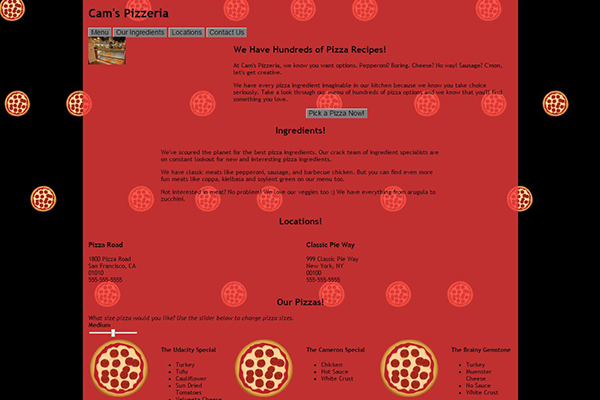 Cam's Pizzeria
Menu Our Ingredients Locations Contact Us
We Have Hundreds of Pizza Recipes!
At Cam's Pizzeria, we know you want options. Pepperoni? Boring. Cheese? No way! Sausage? C'mon,
let's get creative.
We have every pizza ingredient imaginable in our kitchen because we know you take choice
seriously. Take a look through our menu of hundreds of pizza options and we know that you'll find
something you love.
Pick a Pizza Now!
Ingredients!
We've scoured the planet for the best pizza ingredients. Our crack team of ingredient specialists are
on constant lookout for new and interesting pizza ingredients.
We have classic meats like pepperoni, sausage, and barbecue chicken. But you can find even more
fun meats like coppa, kielbasa and soylent green on our menu too.
Not interested in meat? No problem! We love our veggies too :) We have everything from arugula to
zucchini.
Locations!
Pizza Road
1800 Pizza Road
San Francisco, CA
01010
555-555-5555
Classic Pie Way
999 Classic Pie Way
New York, NY
00100
555-555-5555
Our Pizzas!
What size pizza would you like? Use the slider below to change pizza sizes.
Medium
The Udacity Special
Turkey
Tofu
Cauliflower
Sun Dried
Tomatoes
Velveeta Cheese
The Cameron Special
Chicken
Hot Sauce
White Crust
The Brainy Gemstone
Turkey
Muenster
Cheese
No Sauce
White Crust